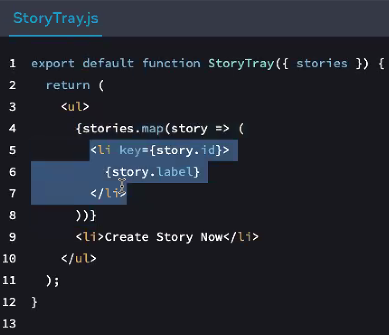 StoryTray.js
1 export default function StoryTray({ stories }) {
2 return (
3 <ul>
4 {stories.map(story => (
5 <li key={story.id}>
6 {story.label}
7 </li>
8 ))}
9 <li>Create Story Now</li>
10 </ul>
11 );
12 }
13